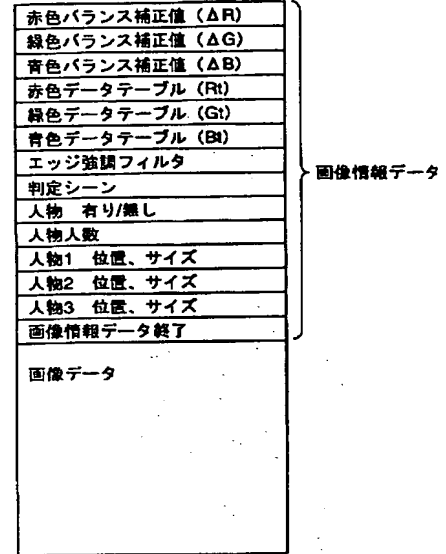 赤色バランス補正値（ΔR）
緑色バランス補正値（ΔG）
青色バランス補正値（ΔB）
赤色データテーブル（Rt）
緑色データテーブル（Gt）
青色データテーブル（Bt）
エッジ強調フィルタ
判定シーン
人物　有り/無し
人物人数
人物1　位置、サイズ
人物2　位置、サイズ
人物3　位置、サイズ
画像情報データ終了
画像情報データ
画像データ